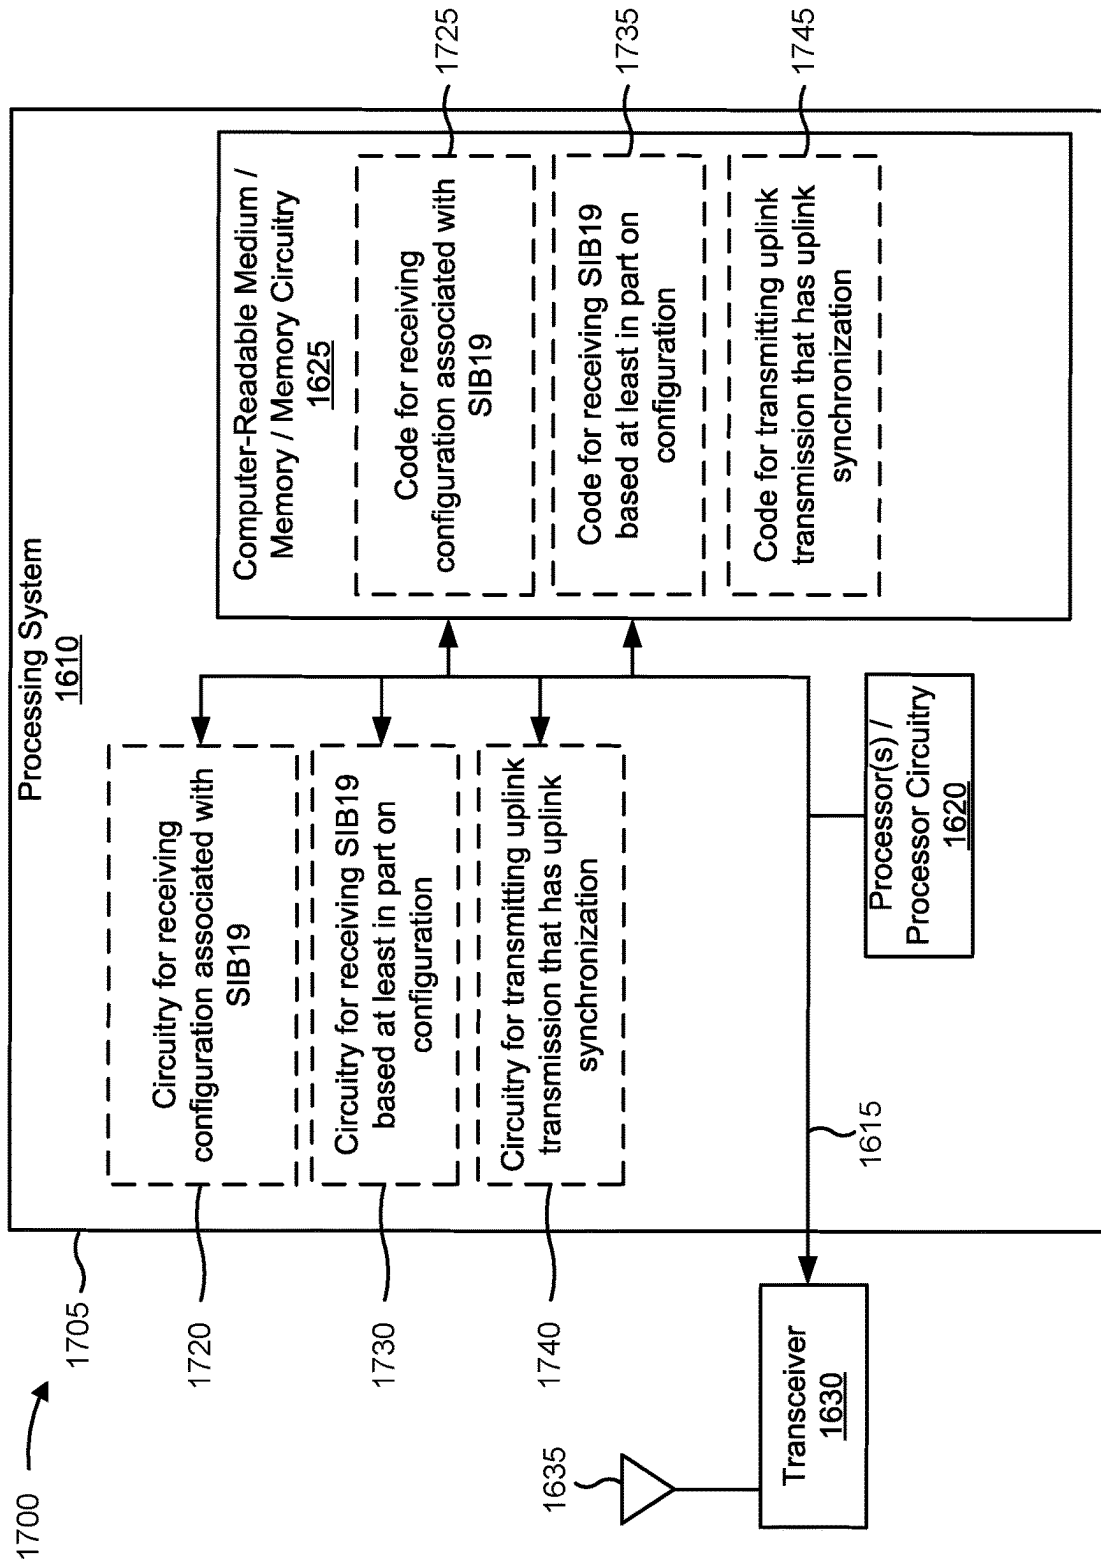 1700
1705
Processing System
1610
1720
Circuitry for receiving
configuration associated with
SIB19
1730
Circuitry for receiving SIB19
based at least in part on
configuration
1740
Circuitry for transmitting uplink
transmission that has uplink
synchronization
Computer-Readable Medium /
Memory / Memory Circuitry
1625
Code for receiving
configuration associated with
SIB19
1725
Code for receiving SIB19
based at least in part on
configuration
1735
Code for transmitting uplink
transmission that has uplink
synchronization
1745
1635
Transceiver
1630
1615
Processor(s) /
Processor Circuitry
1620